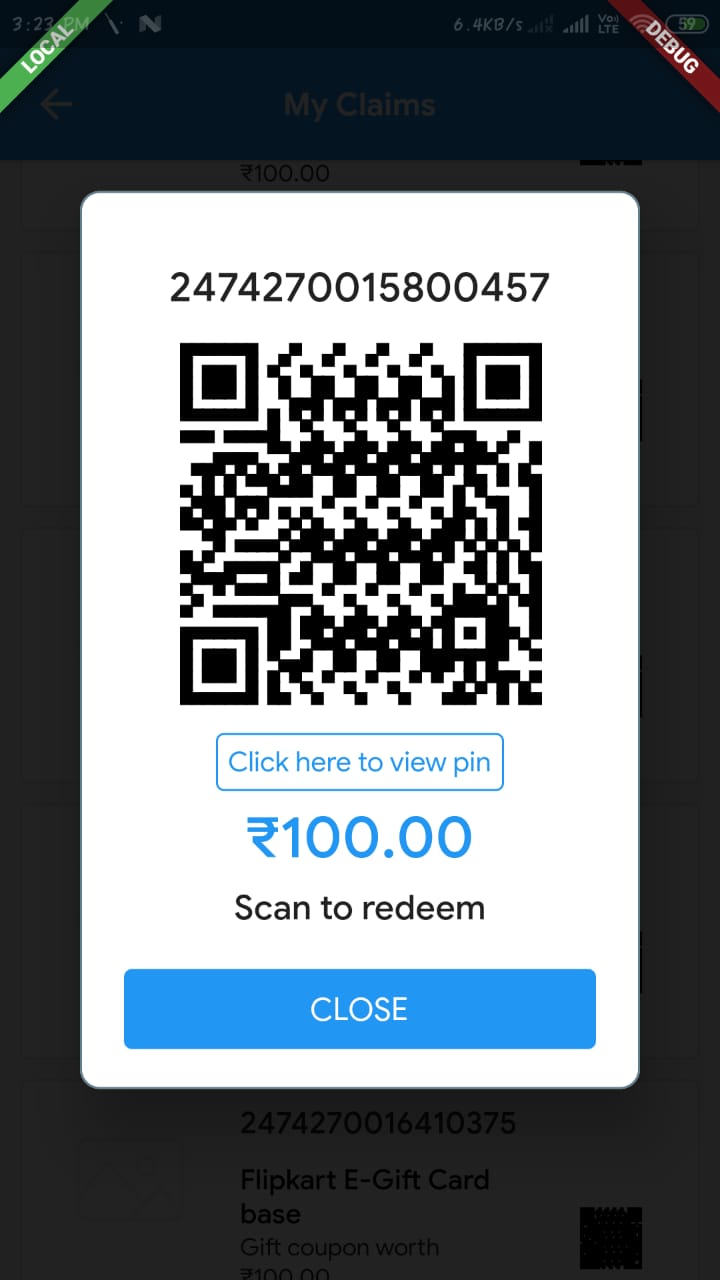 3:23 PM
6.4KB/s
Vo)
LTE
59
LOCAL
DEBUG
My Claims
₹100.00
2474270015800457
Click here to view pin
₹100.00
Scan to redeem
CLOSE
2474270016410375
Flipkart E-Gift Card
base
Gift coupon worth
₹100.00